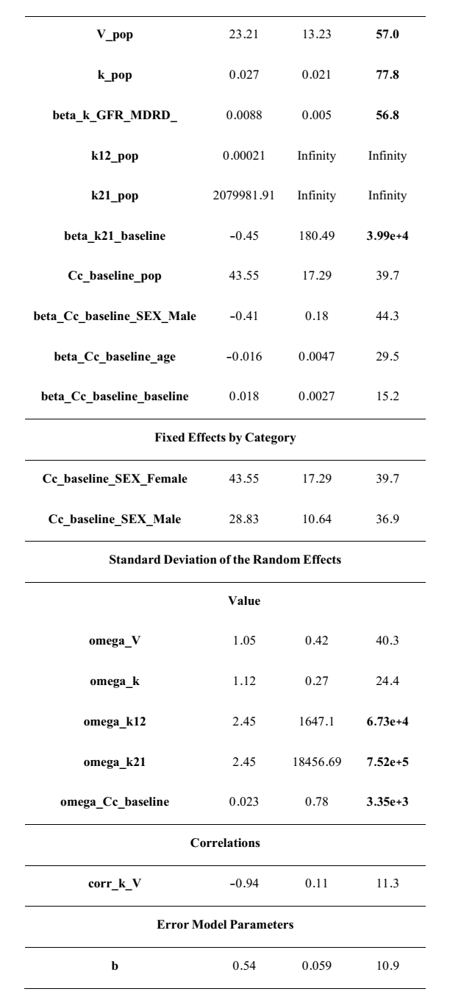 V_pop 23.21 13.23 57.0
k_pop 0.027 0.021 77.8
beta_k_GFR_MDRD_ 0.0088 0.005 56.8
k12_pop 0.00021 Infinity Infinity
k21_pop 2079981.91 Infinity Infinity
beta_k21_baseline -0.45 180.49 3.99e+4
Cc_baseline_pop 43.55 17.29 39.7
beta_Cc_baseline_SEX_Male -0.41 0.18 44.3
beta_Cc_baseline_age -0.016 0.0047 29.5
beta_Cc_baseline_baseline 0.018 0.0027 15.2
Fixed Effects by Category
Cc_baseline_SEX_Female 43.55 17.29 39.7
Cc_baseline_SEX_Male 28.83 10.64 36.9
Standard Deviation of the Random Effects
Value
omega_V 1.05 0.42 40.3
omega_k 1.12 0.27 24.4
omega_k12 2.45 1647.1 6.73e+4
omega_k21 2.45 18456.69 7.52e+5
omega_Cc_baseline 0.023 0.78 3.35e+3
Correlations
corr_k_V -0.94 0.11 11.3
Error Model Parameters
b 0.54 0.059 10.9